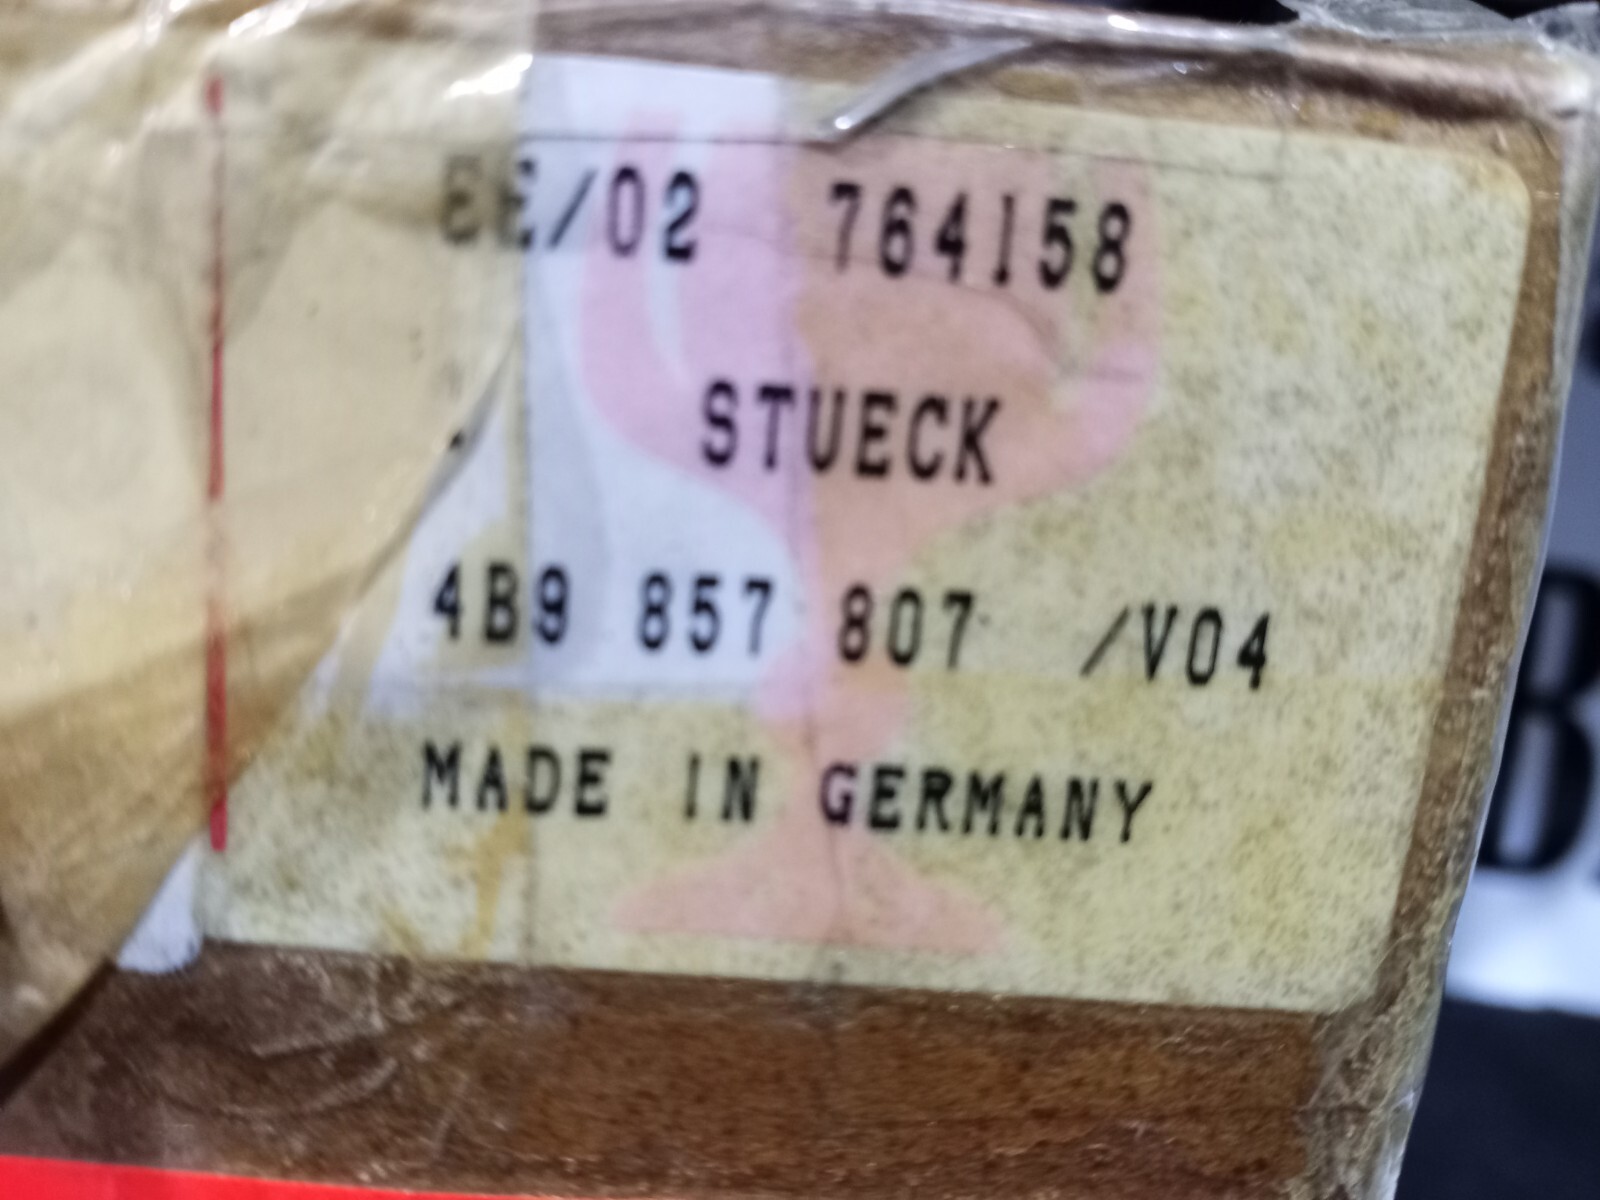 EE/02 764158
STUECK
4B9 857 807 /V04
MADE IN GERMANY